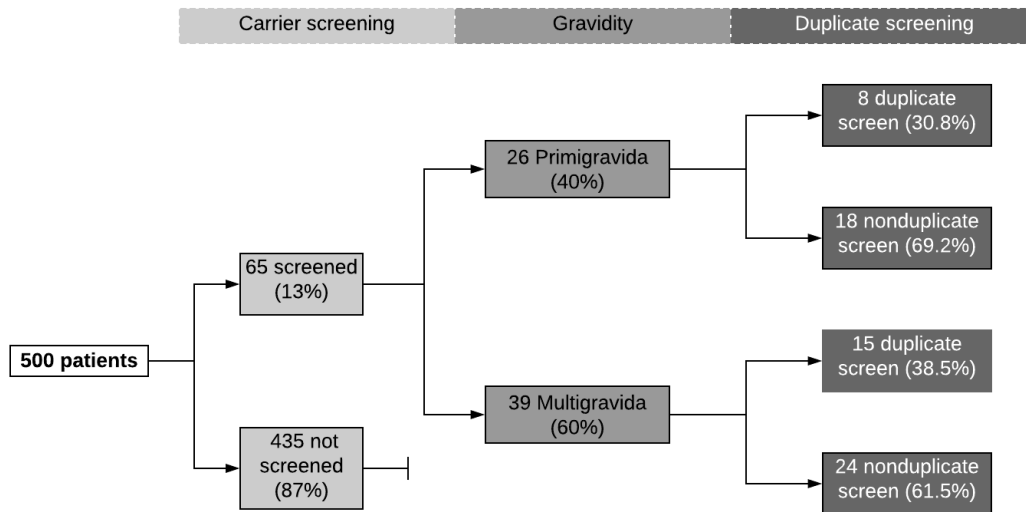 Carrier screening
Gravidity
Duplicate screening
500 patients
65 screened
(13%)
435 not
screened
(87%)
26 Primigravida
(40%)
39 Multigravida
(60%)
8 duplicate
screen (30.8%)
18 nonduplicate
screen (69.2%)
15 duplicate
screen (38.5%)
24 nonduplicate
screen (61.5%)